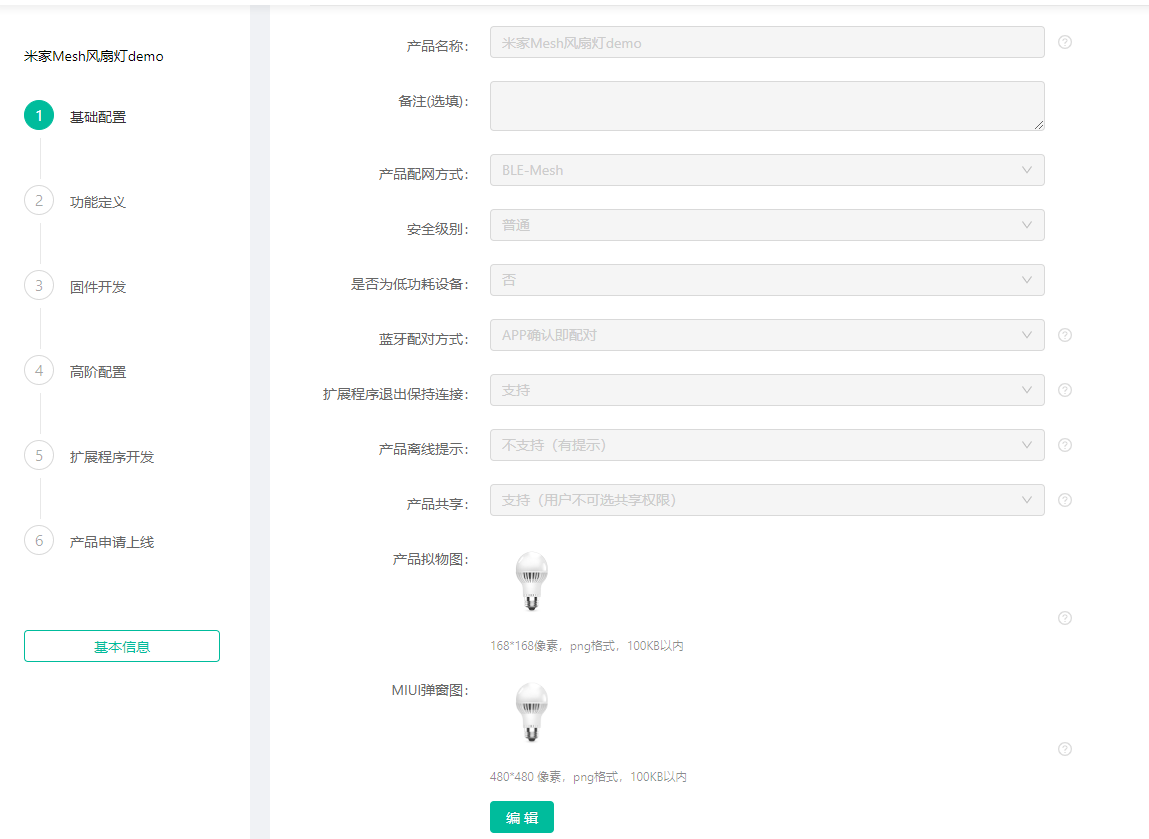 米家Mesh风扇灯demo
1 基础配置
2 功能定义
3 固件开发
4 高阶配置
5 扩展程序开发
6 产品申请上线
基本信息
产品名称: 米家Mesh风扇灯demo
备注(选填):
产品配网方式: BLE-Mesh
安全级别: 普通
是否为低功耗设备: 否
蓝牙配对方式: APP确认即配对
扩展程序退出保持连接: 支持
产品离线提示: 不支持（有提示）
产品共享: 支持（用户不可选共享权限）
产品拟物图:
168*168像素，png格式，100KB以内
MIUI弹窗图:
480*480 像素，png格式，100KB以内
编 辑